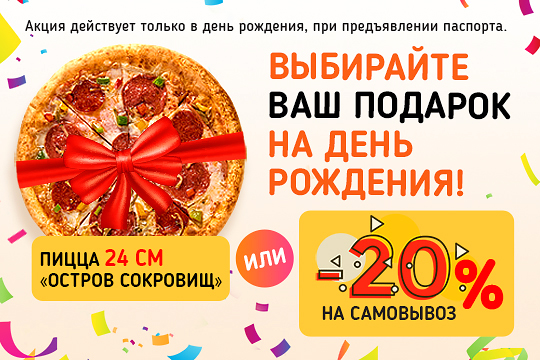 Акция действует только в день рождения, при предъявлении паспорта.
ВЫБИРАЙТЕ
ВАШ ПОДАРОК
НА ДЕНЬ
РОЖДЕНИЯ!
ПИЦЦА 24 СМ
«ОСТРОВ СОКРОВИЩ»
ИЛИ
-20%
НА САМОВЫВОЗ